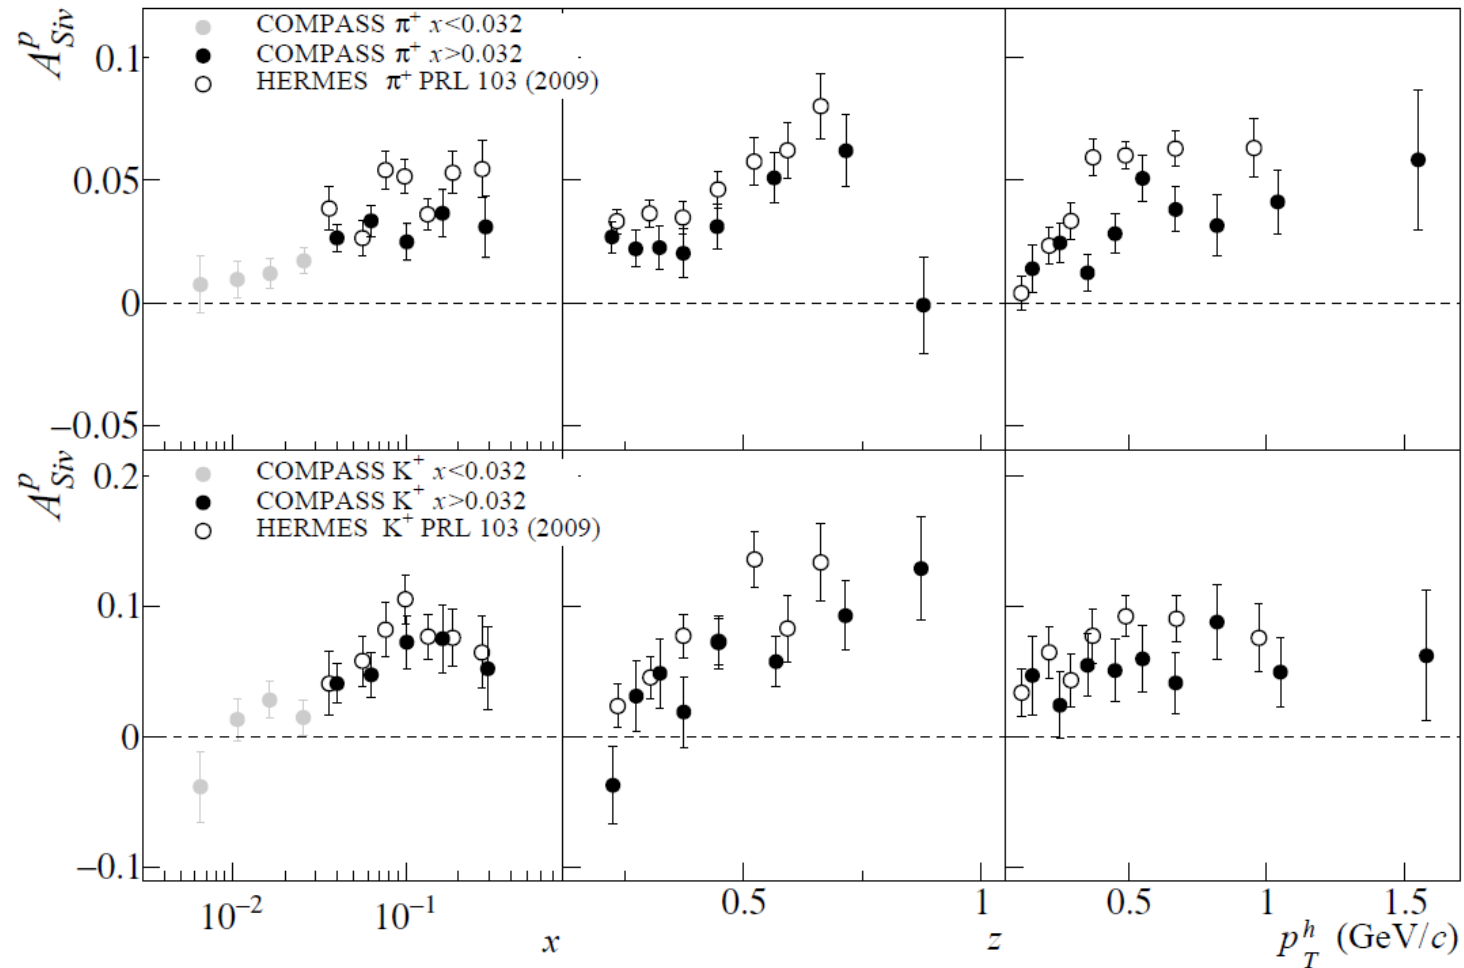 A^p_Siv
COMPASS π⁺ x<0.032
COMPASS π⁺ x>0.032
HERMES π⁺ PRL 103 (2009)
0.1
0.05
0
−0.05
A^p_Siv
COMPASS K⁺ x<0.032
COMPASS K⁺ x>0.032
HERMES K⁺ PRL 103 (2009)
0.2
0.1
0
−0.1
10⁻² 10⁻¹ 0.5 1 0.5 1 1.5
x z p_T^h (GeV/c)